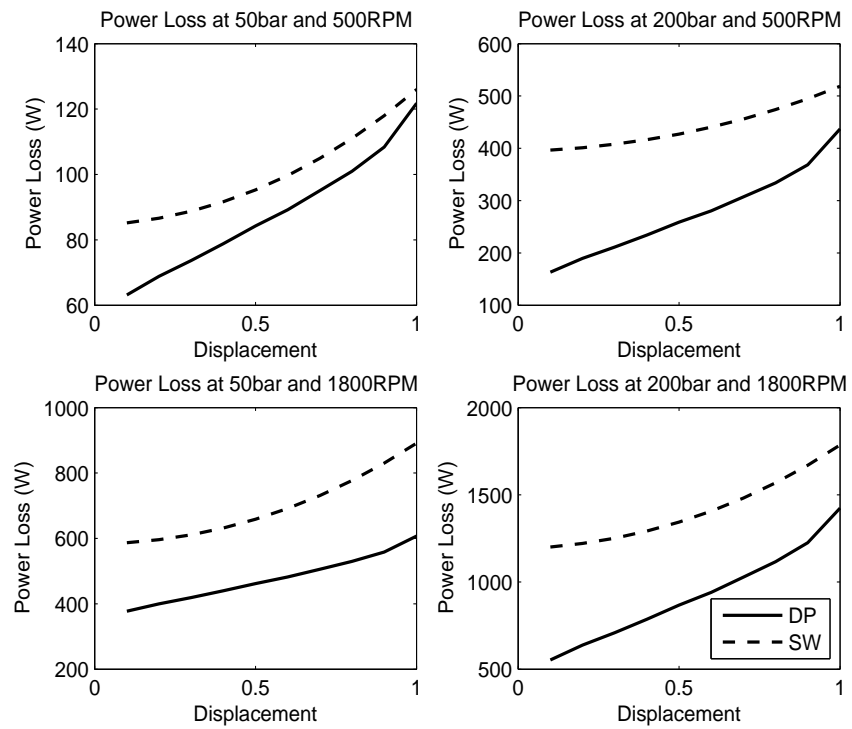 Power Loss at 50bar and 500RPM
140
120
100
80
60
0
0.5
1
Power Loss (W)
Displacement
Power Loss at 200bar and 500RPM
600
500
400
300
200
100
0
0.5
1
Power Loss (W)
Displacement
Power Loss at 50bar and 1800RPM
1000
800
600
400
200
0
0.5
1
Power Loss (W)
Displacement
Power Loss at 200bar and 1800RPM
2000
1500
1000
500
0
0.5
1
Power Loss (W)
Displacement
DP
SW